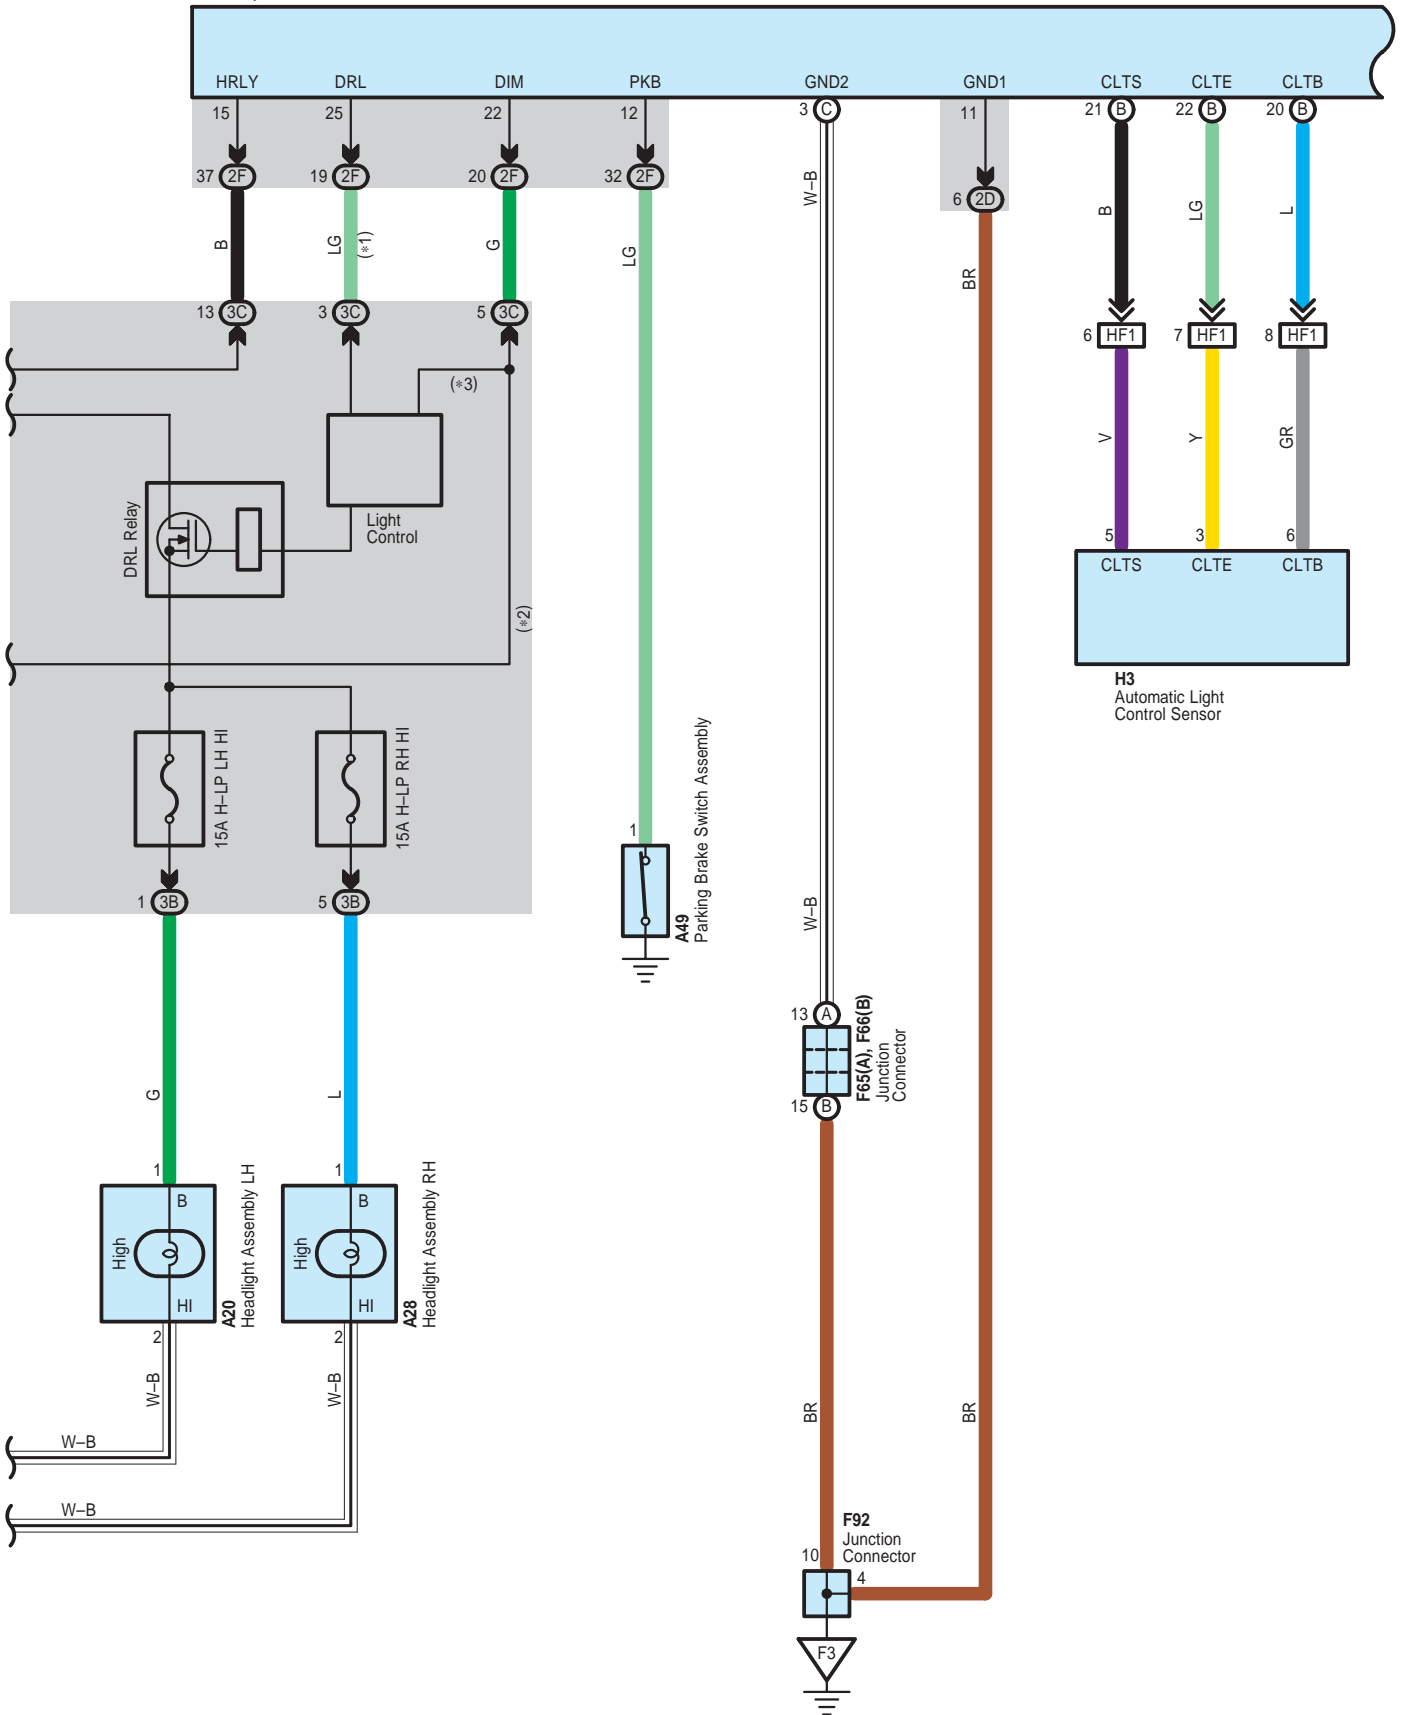 HRLY DRL DIM PKB GND2 GND1 CLTS CLTE CLTB
15 25 22 12 3 C 11 21 B 22 B 20 B
37 2F 19 2F 20 2F 32 2F 6 2D
B LG (*1) G LG W–B BR B LG L
13 3C 3 3C 5 3C 6 HF1 7 HF1 8 HF1
(*3)
V Y GR
DRL Relay
Light
Control
5 3 6
CLTS CLTE CLTB
(*2)
H3
Automatic Light
Control Sensor
15A H–LP LH HI
15A H–LP RH HI
1
A49
Parking Brake Switch Assembly
1 3B 5 3B
W–B
13 A
F65(A), F66(B)
Junction
Connector
15 B
G L
1 1
B B
High High
HI HI
A20
Headlight Assembly LH
A28
Headlight Assembly RH
2 2
W–B W–B BR BR
W–B
W–B
F92
Junction
Connector
10
4
F3